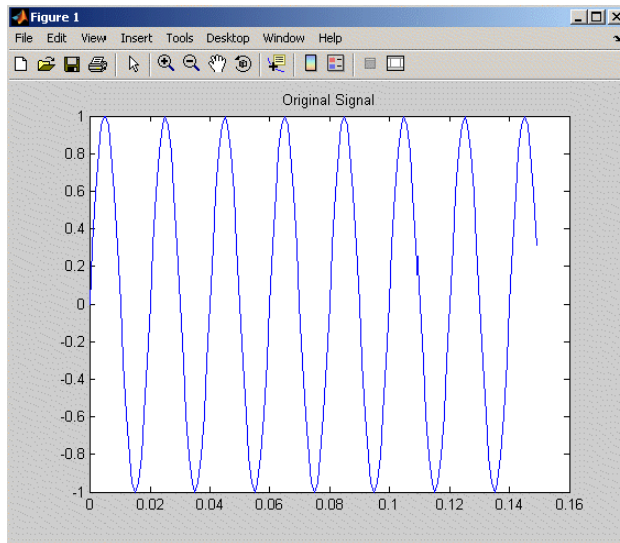 Figure 1
File Edit View Insert Tools Desktop Window Help
Original Signal
1
0.8
0.6
0.4
0.2
0
-0.2
-0.4
-0.6
-0.8
-1
0 0.02 0.04 0.06 0.08 0.1 0.12 0.14 0.16